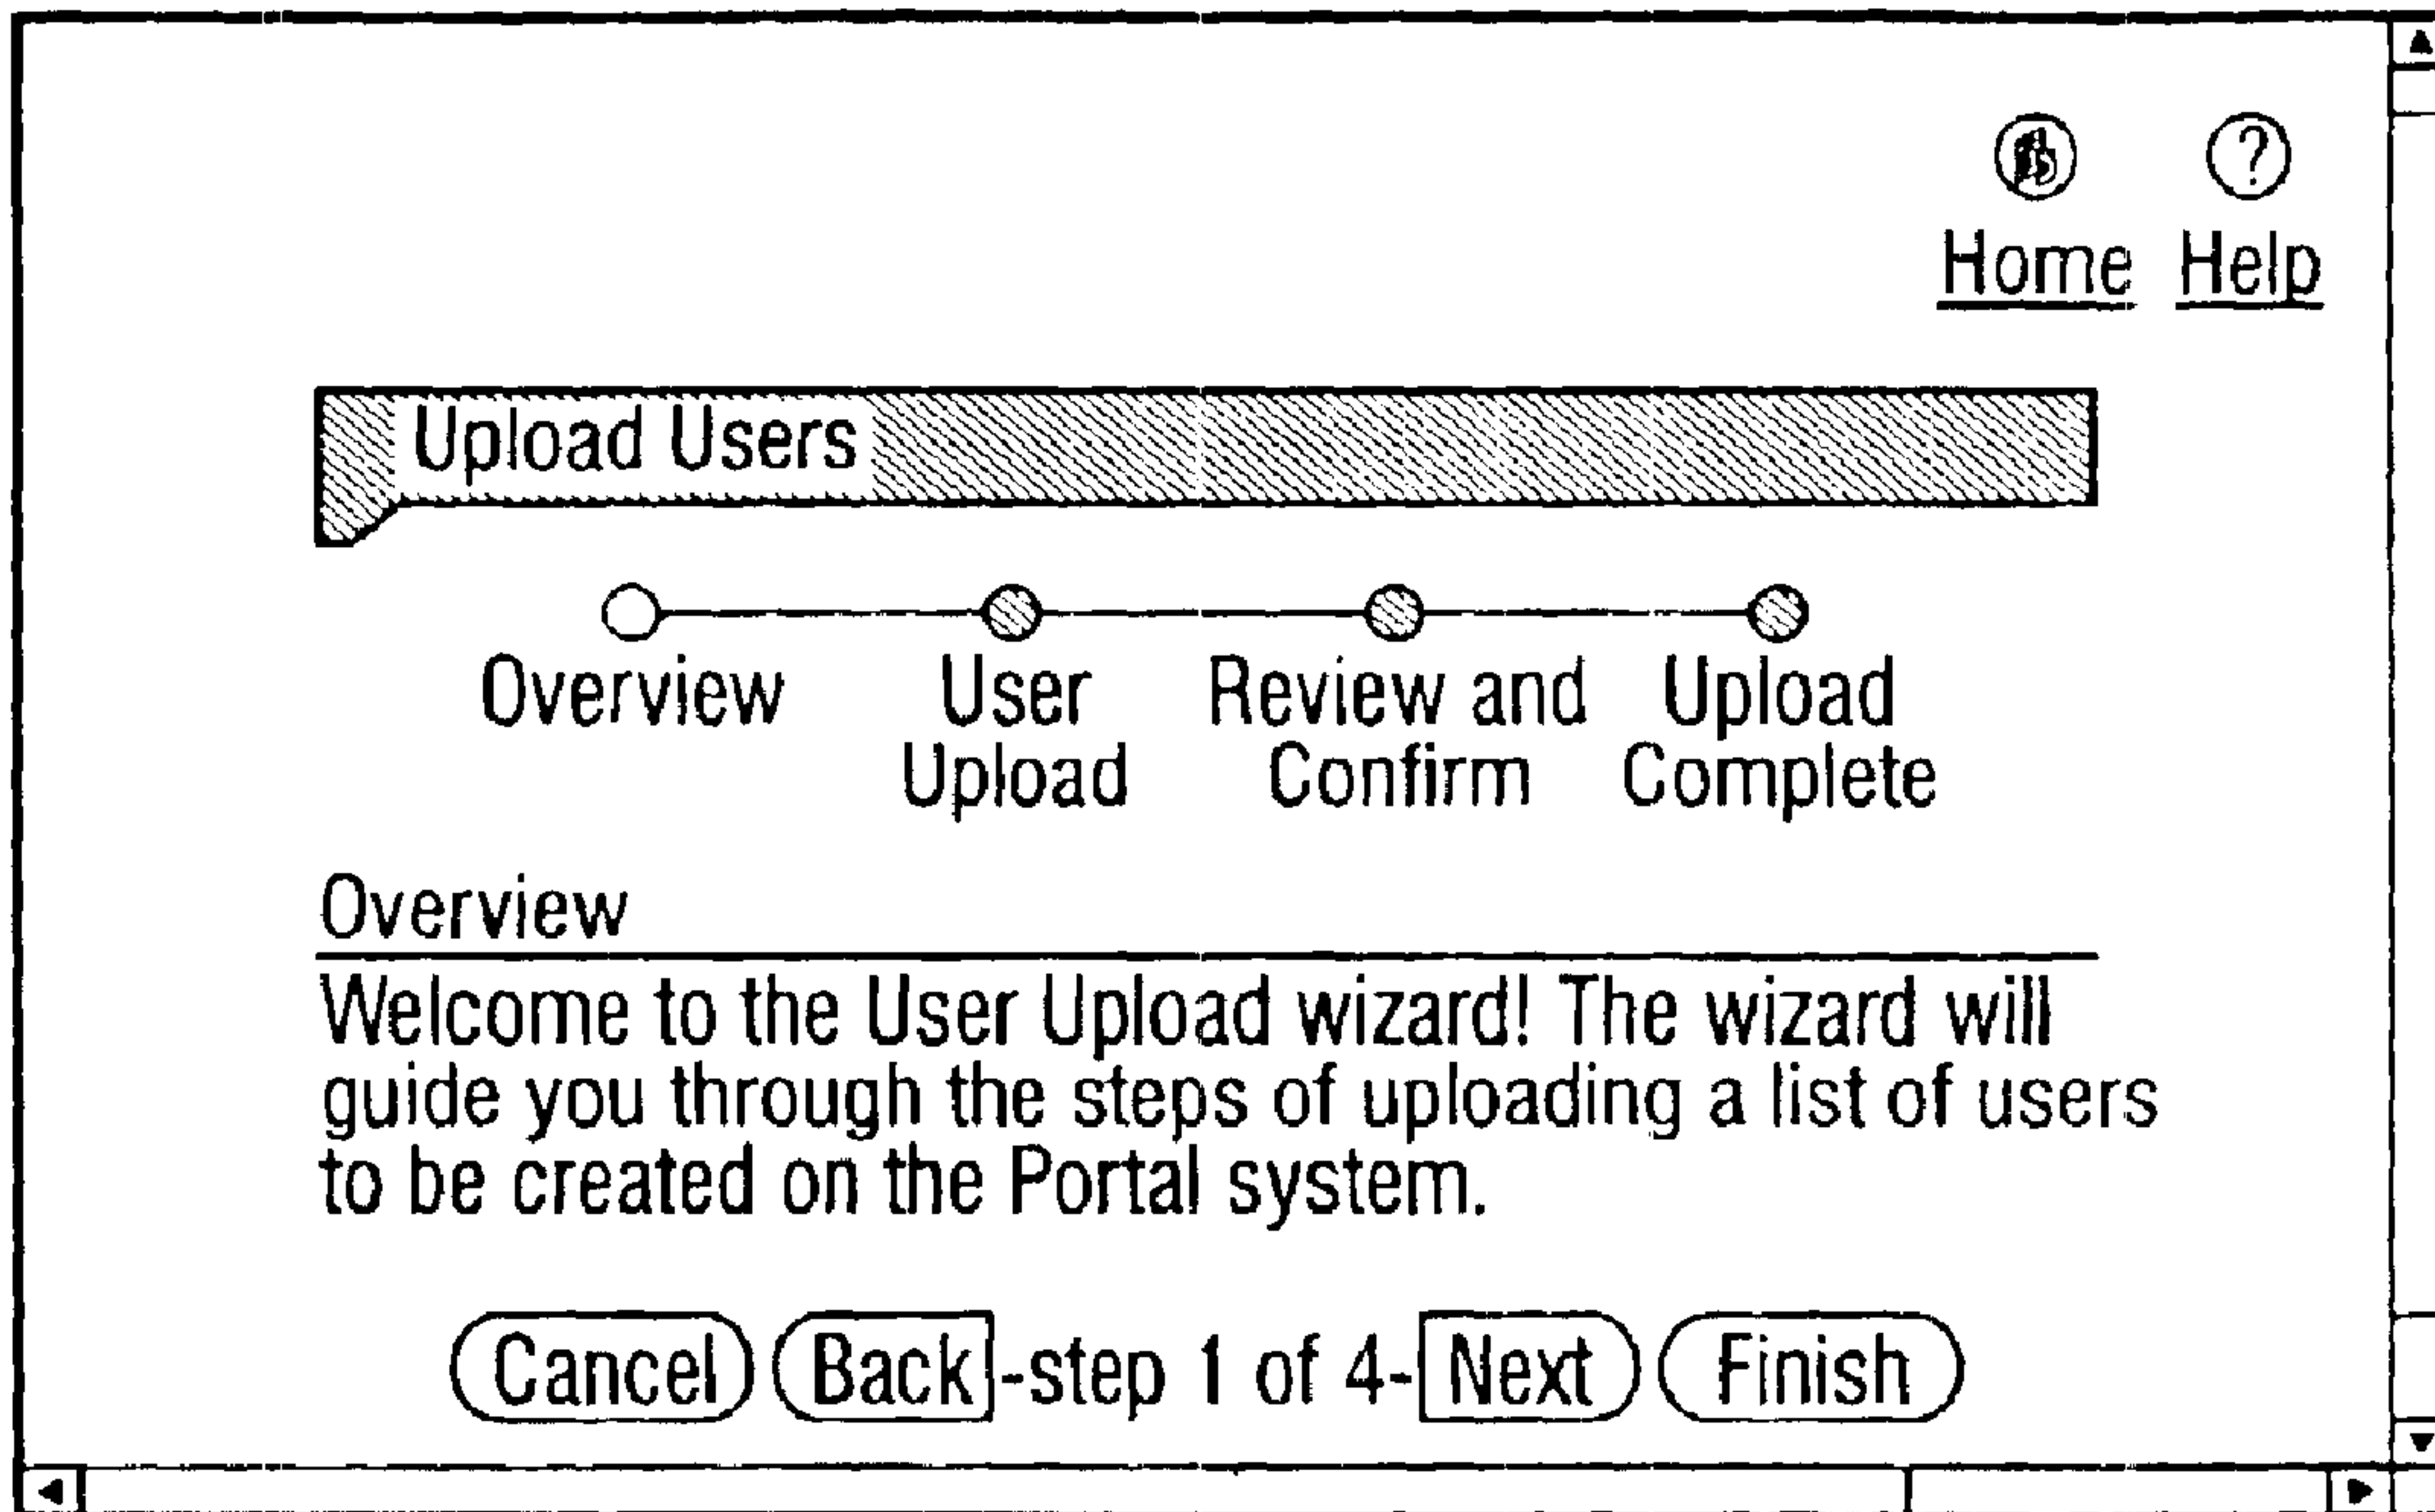 ?
Home Help
Upload Users
Overview User Upload Review and Confirm Upload Complete
Overview
Welcome to the User Upload wizard! The wizard will
guide you through the steps of uploading a list of users
to be created on the Portal system.
Cancel Back -step 1 of 4- Next Finish